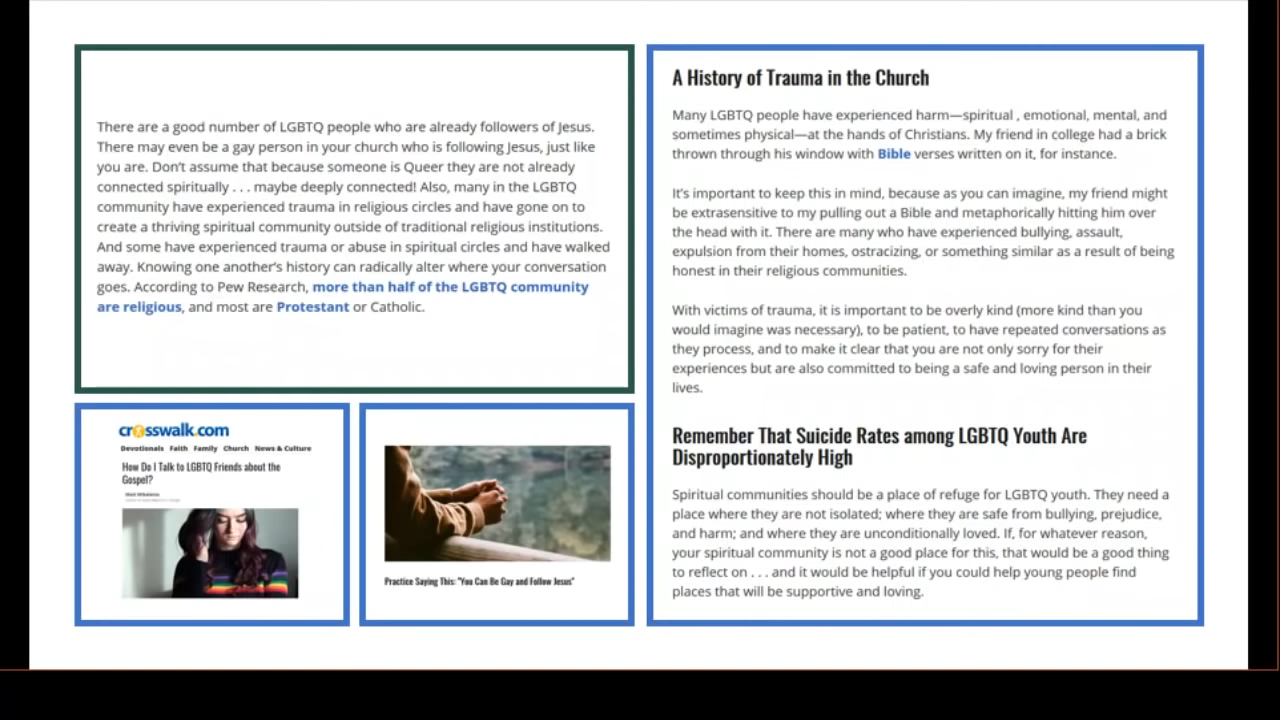 There are a good number of LGBTQ people who are already followers of Jesus.
There may even be a gay person in your church who is following Jesus, just like
you are. Don't assume that because someone is Queer they are not already
connected spiritually . . . maybe deeply connected! Also, many in the LGBTQ
community have experienced trauma in religious circles and have gone on to
create a thriving spiritual community outside of traditional religious institutions.
And some have experienced trauma or abuse in spiritual circles and have walked
away. Knowing one another's history can radically alter where your conversation
goes. According to Pew Research, more than half of the LGBTQ community
are religious, and most are Protestant or Catholic.
crosswalk.com
Devotionals Faith Family Church News & Culture
How Do I Talk to LGBTQ Friends about the
Gospel?
Practice Saying This: "You Can Be Gay and Follow Jesus"
A History of Trauma in the Church
Many LGBTQ people have experienced harm—spiritual , emotional, mental, and
sometimes physical—at the hands of Christians. My friend in college had a brick
thrown through his window with Bible verses written on it, for instance.
It's important to keep this in mind, because as you can imagine, my friend might
be extrasensitive to my pulling out a Bible and metaphorically hitting him over
the head with it. There are many who have experienced bullying, assault,
expulsion from their homes, ostracizing, or something similar as a result of being
honest in their religious communities.
With victims of trauma, it is important to be overly kind (more kind than you
would imagine was necessary), to be patient, to have repeated conversations as
they process, and to make it clear that you are not only sorry for their
experiences but are also committed to being a safe and loving person in their
lives.
Remember That Suicide Rates among LGBTQ Youth Are
Disproportionately High
Spiritual communities should be a place of refuge for LGBTQ youth. They need a
place where they are not isolated; where they are safe from bullying, prejudice,
and harm; and where they are unconditionally loved. If, for whatever reason,
your spiritual community is not a good place for this, that would be a good thing
to reflect on . . . and it would be helpful if you could help young people find
places that will be supportive and loving.